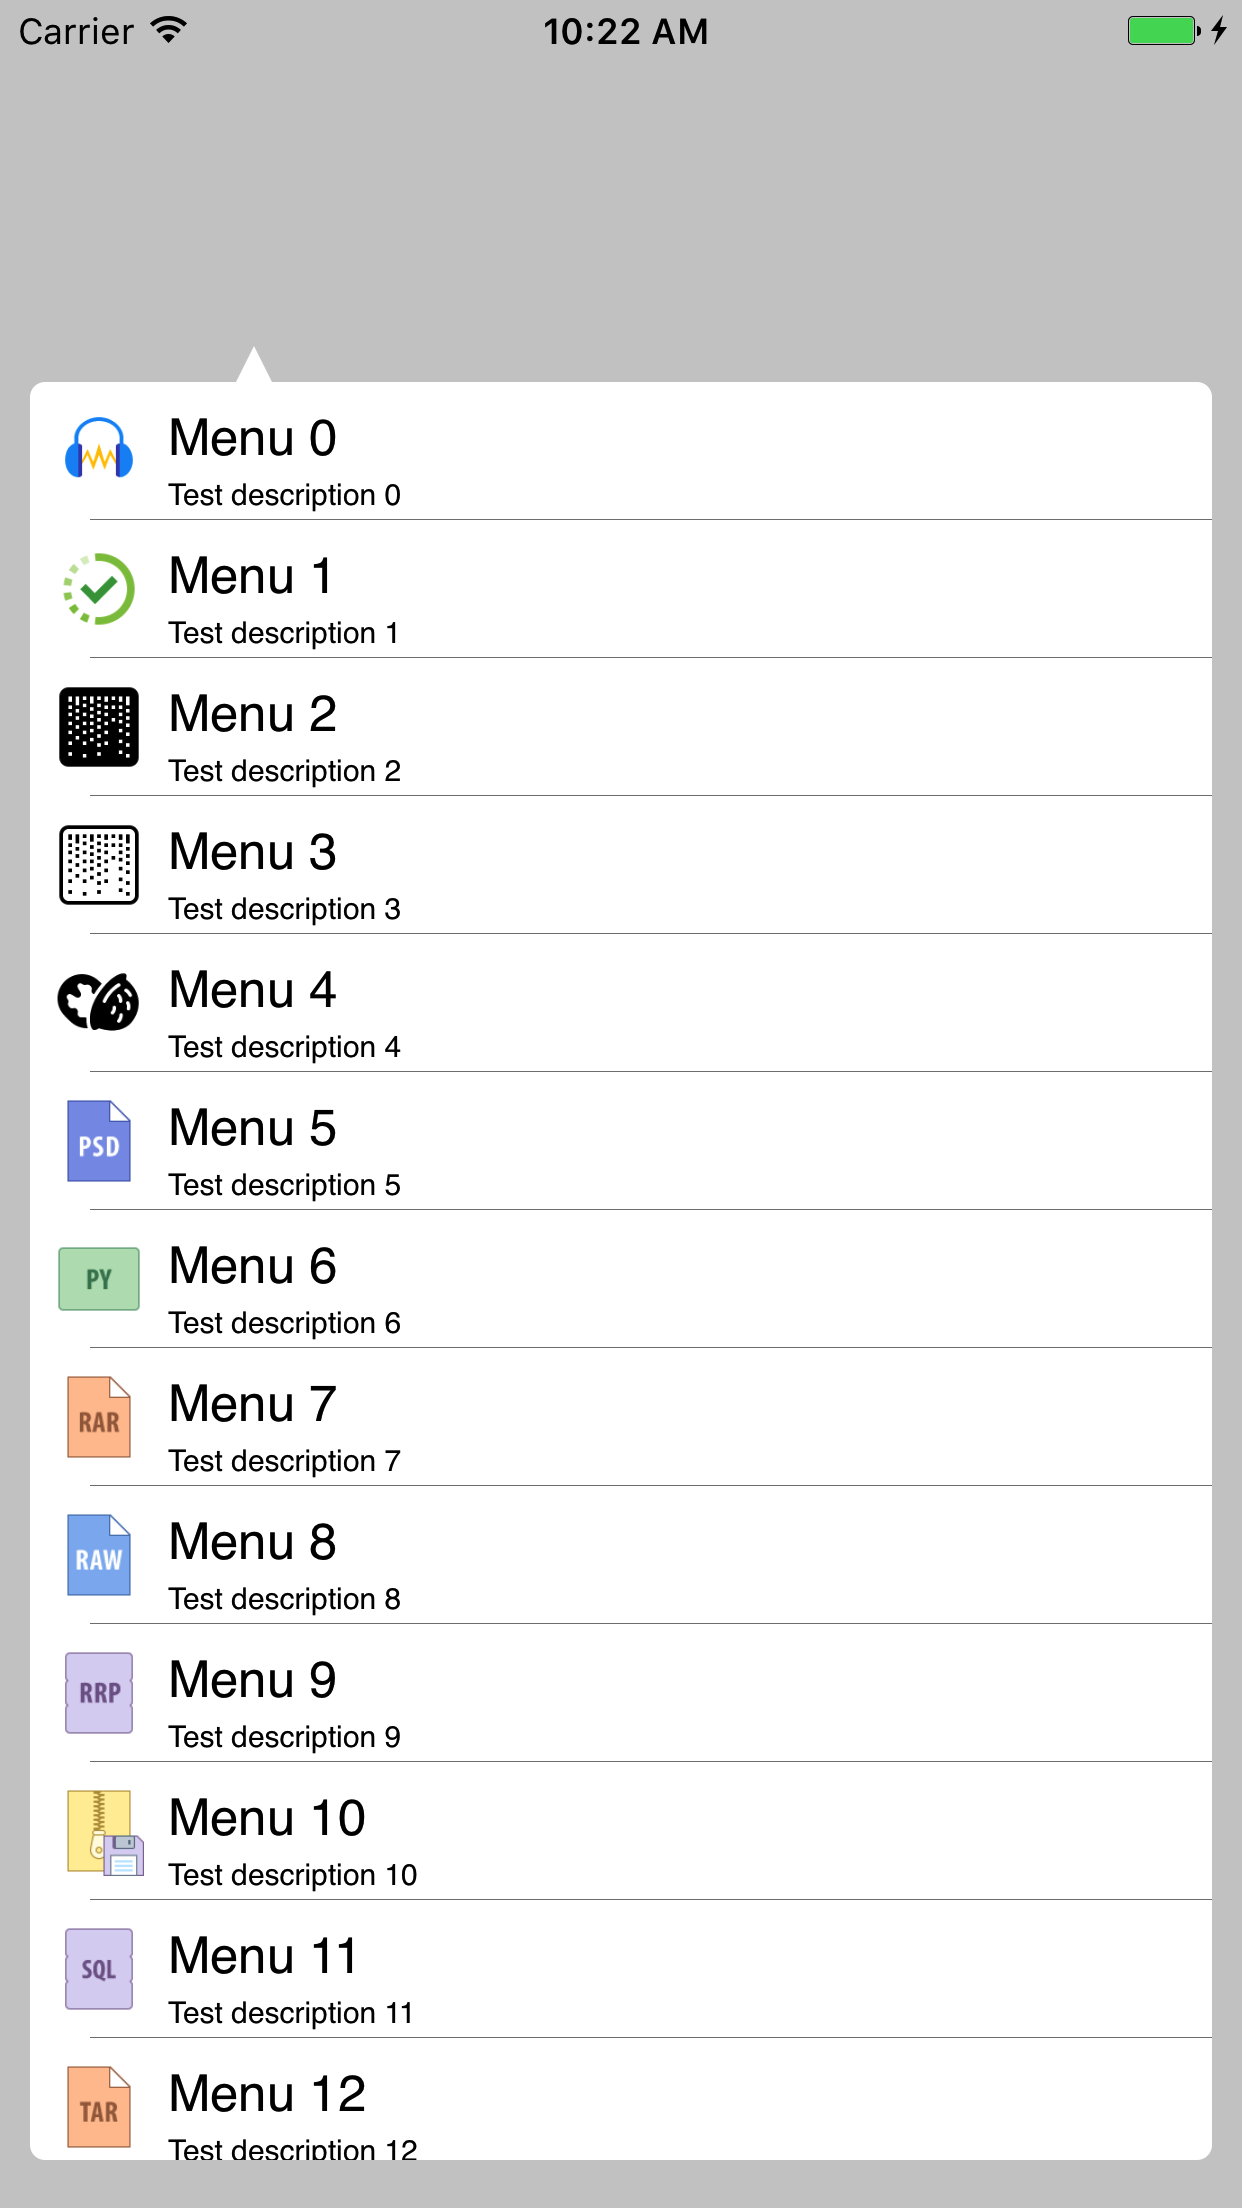 Carrier 10:22 AM
Menu 0
Test description 0
Menu 1
Test description 1
Menu 2
Test description 2
Menu 3
Test description 3
Menu 4
Test description 4
PSD
Menu 5
Test description 5
PY
Menu 6
Test description 6
RAR
Menu 7
Test description 7
RAW
Menu 8
Test description 8
RRP
Menu 9
Test description 9
Menu 10
Test description 10
SQL
Menu 11
Test description 11
TAR
Menu 12
Test description 12